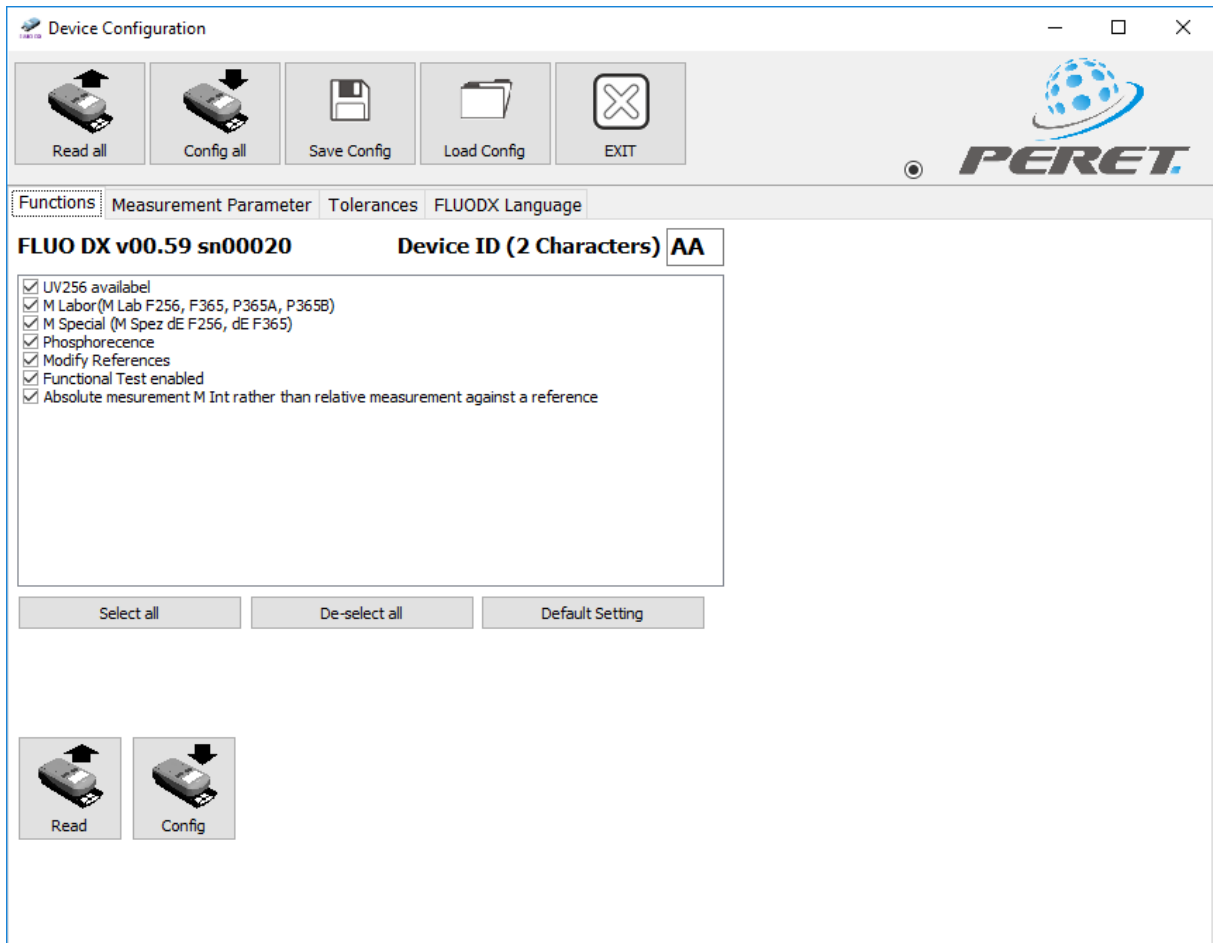 Device Configuration
Read all
Config all
Save Config
Load Config
EXIT
PERET.
Functions
Measurement Parameter
Tolerances
FLUODX Language
FLUO DX v00.59 sn00020
Device ID (2 Characters)
AA
UV256 availabel
M Labor(M Lab F256, F365, P365A, P365B)
M Special (M Spez dE F256, dE F365)
Phosphorecence
Modify References
Functional Test enabled
Absolute mesurement M Int rather than relative measurement against a reference
Select all
De-select all
Default Setting
Read
Config